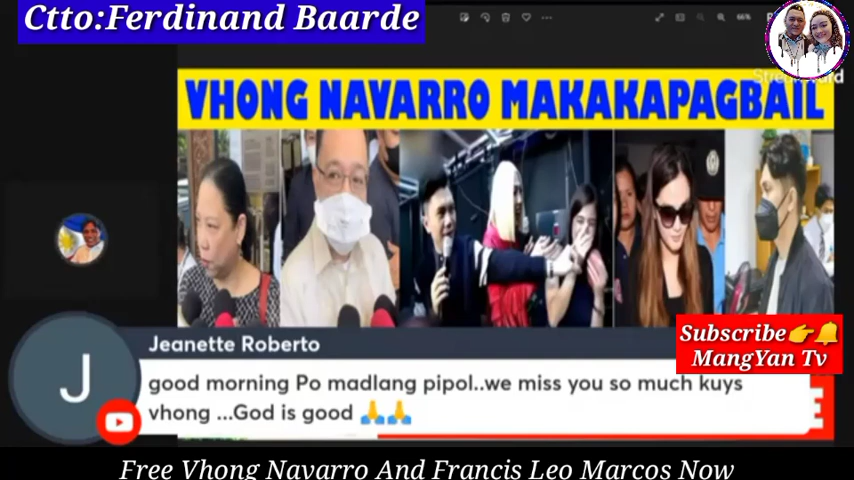 Ctto:Ferdinand Baarde
66%
VHONG NAVARRO MAKAKAPAGBAIL
Jeanette Roberto
J
good morning Po madlang pipol..we miss you so much kuys
vhong ...God is good 🙏🙏
Subscribe👉🔔
MangYan Tv
Free Vhong Navarro And Francis Leo Marcos Now